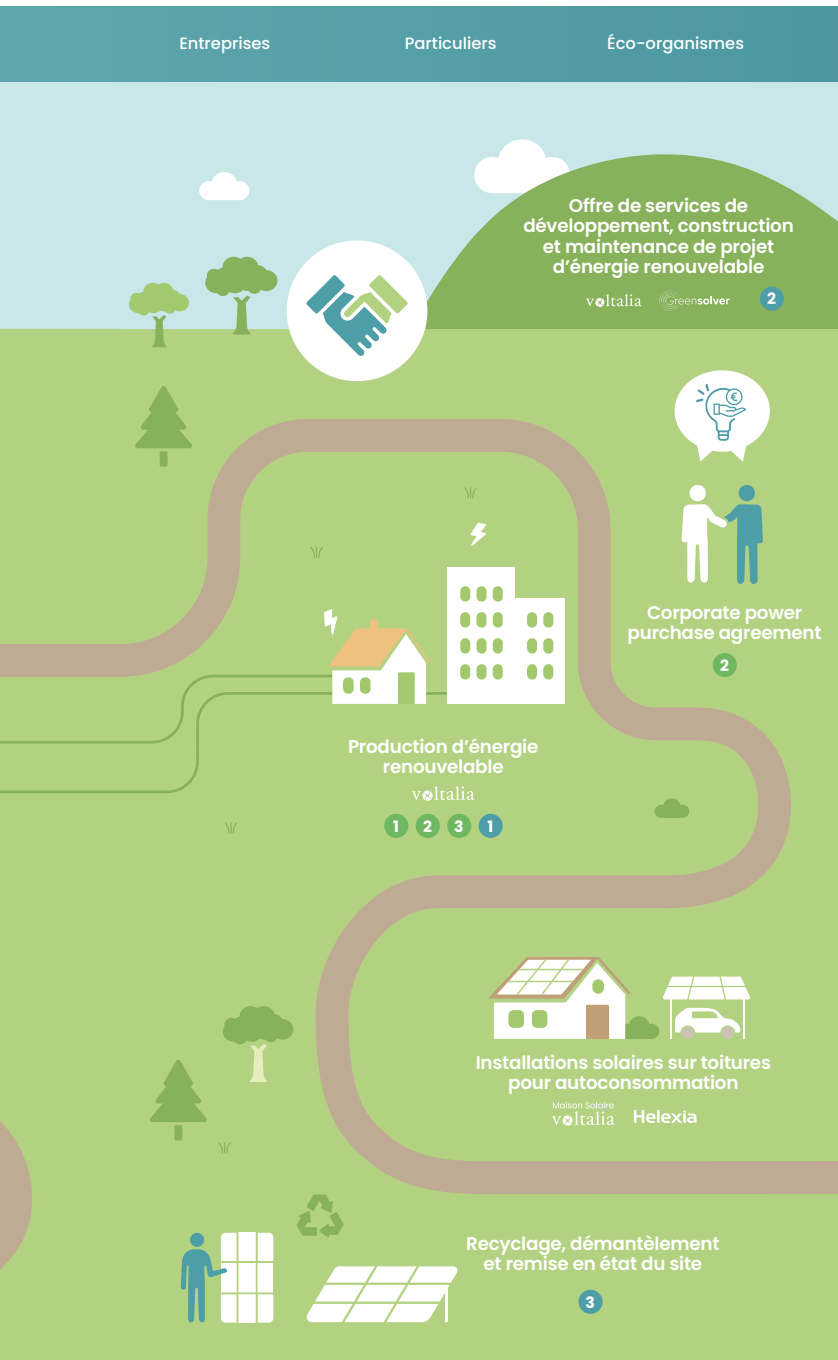 Entreprises
Particuliers
Éco-organismes
Offre de services de
développement, construction
et maintenance de projet
d’énergie renouvelable
voltalia
Greensolver
2
€
Corporate power
purchase agreement
2
Production d’énergie
renouvelable
voltalia
1 2 3 1
Installations solaires sur toitures
pour autoconsommation
Maison Solaire
voltalia
Helexia
Recyclage, démantèlement
et remise en état du site
3